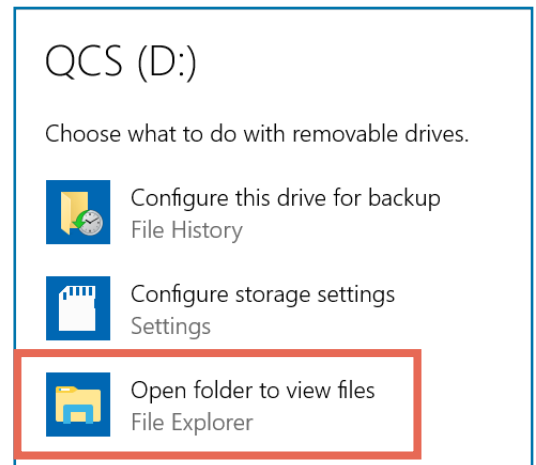 QCS (D:)
Choose what to do with removable drives.
Configure this drive for backup
File History
Configure storage settings
Settings
Open folder to view files
File Explorer